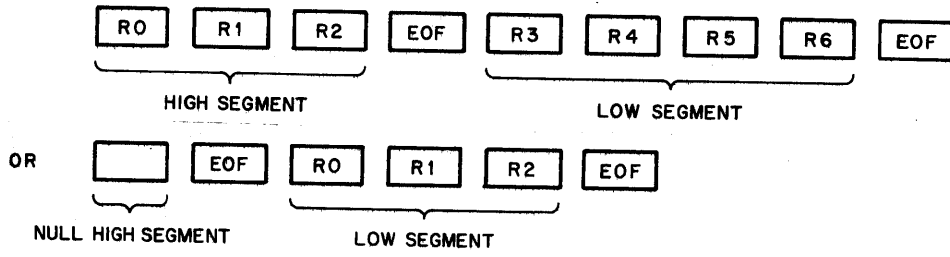 R0 R1 R2 EOF R3 R4 R5 R6 EOF
HIGH SEGMENT LOW SEGMENT
OR EOF R0 R1 R2 EOF
NULL HIGH SEGMENT LOW SEGMENT